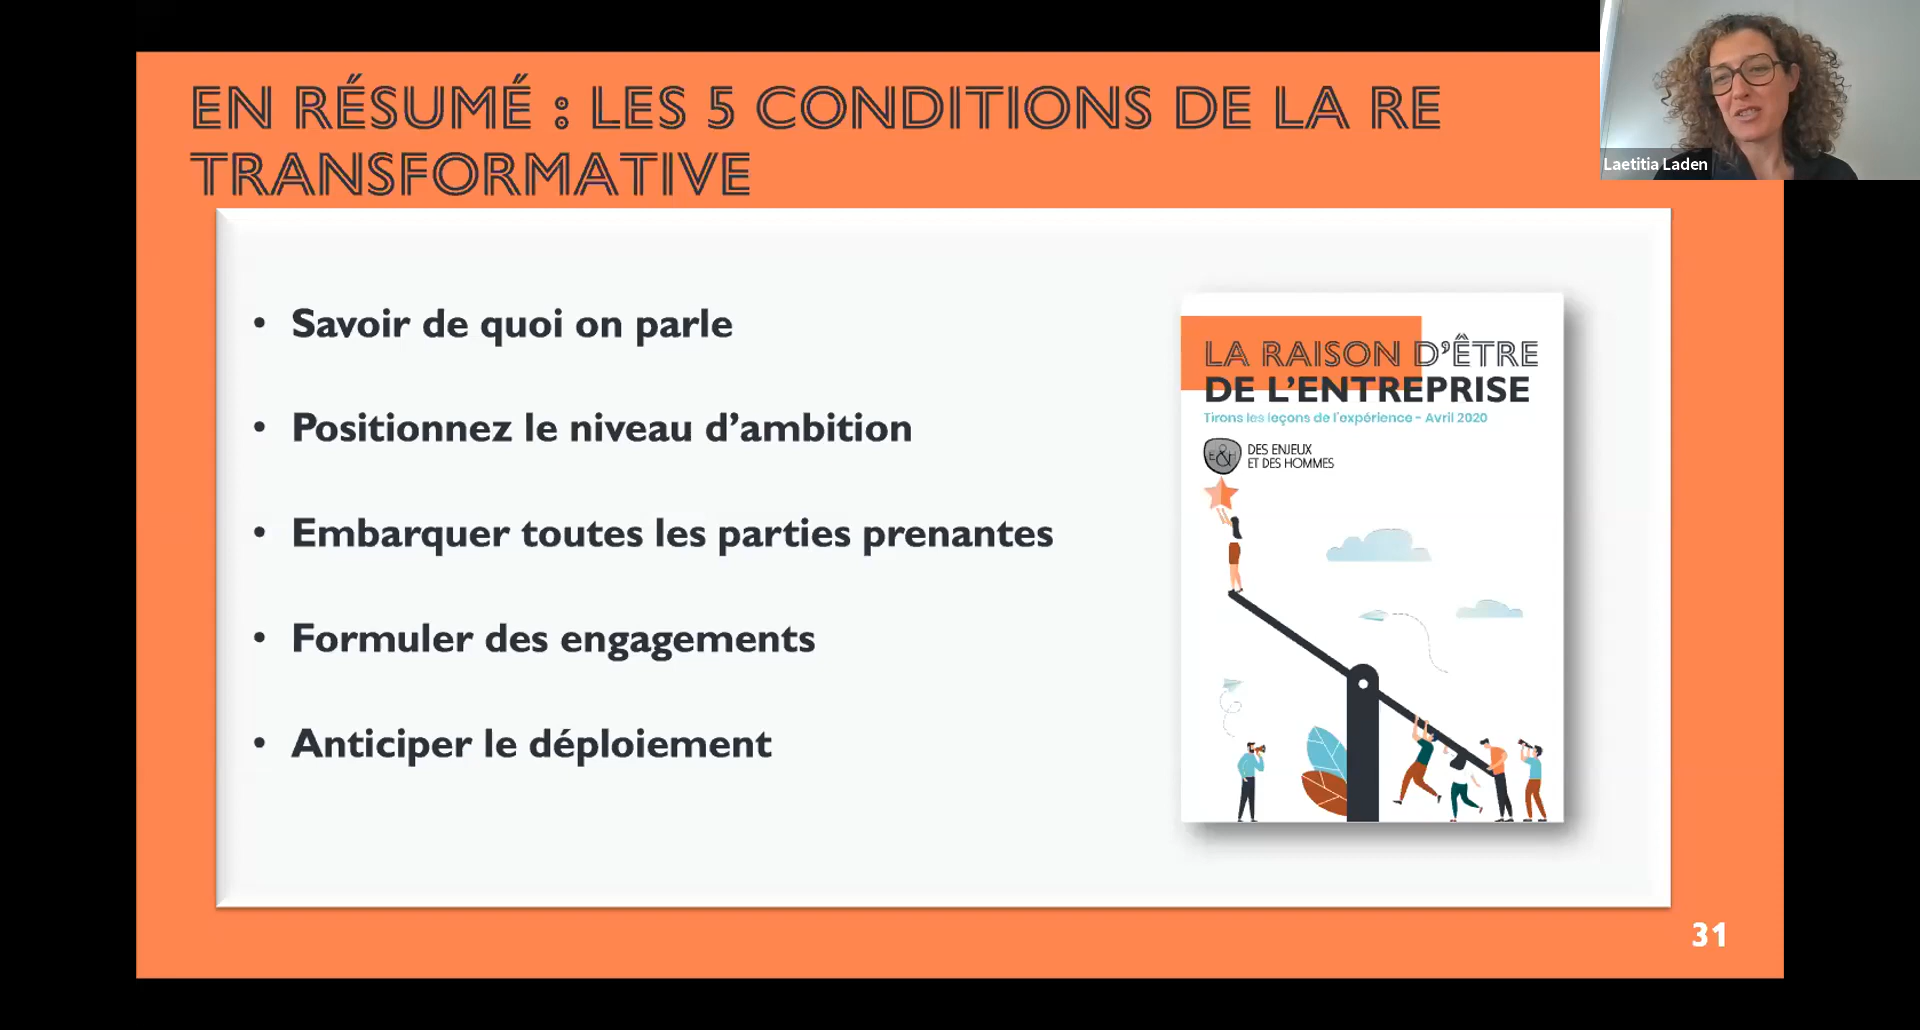 EN RÉSUMÉ : LES 5 CONDITIONS DE LA RE
TRANSFORMATIVE
Laetitia Laden
• Savoir de quoi on parle
• Positionnez le niveau d’ambition
• Embarquer toutes les parties prenantes
• Formuler des engagements
• Anticiper le déploiement
LA RAISON D’ÊTRE
DE L’ENTREPRISE
Tirons les leçons de l’expérience - Avril 2020
E&H
DES ENJEUX
ET DES HOMMES
31